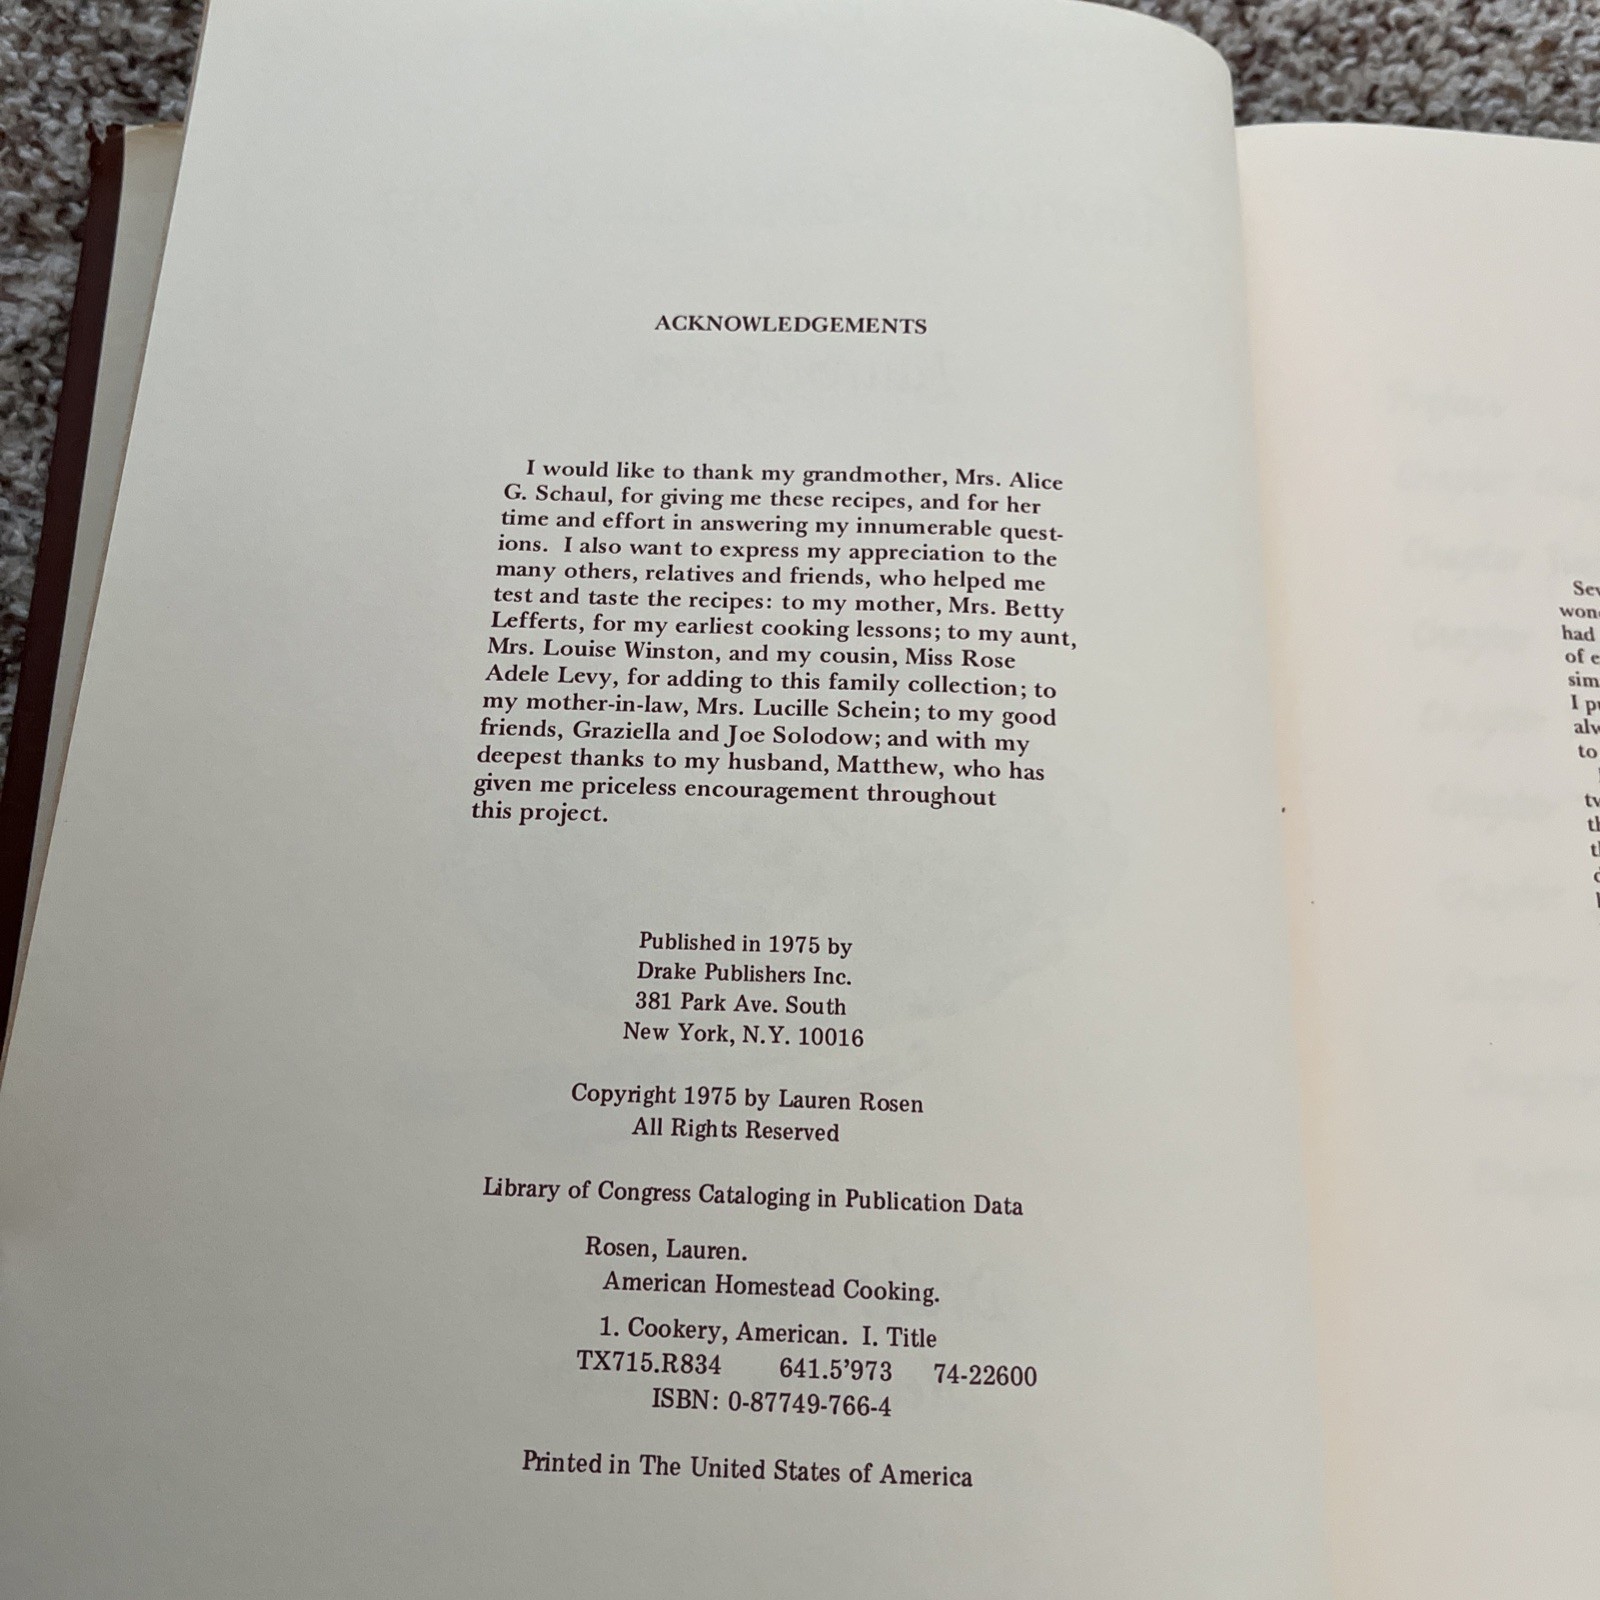 ACKNOWLEDGEMENTS
I would like to thank my grandmother, Mrs. Alice
G. Schaul, for giving me these recipes, and for her
time and effort in answering my innumerable quest-
ions. I also want to express my appreciation to the
many others, relatives and friends, who helped me
test and taste the recipes: to my mother, Mrs. Betty
Lefferts, for my earliest cooking lessons; to my aunt,
Mrs. Louise Winston, and my cousin, Miss Rose
Adele Levy, for adding to this family collection; to
my mother-in-law, Mrs. Lucille Schein; to my good
friends, Graziella and Joe Solodow; and with my
deepest thanks to my husband, Matthew, who has
given me priceless encouragement throughout
this project.
Published in 1975 by
Drake Publishers Inc.
381 Park Ave. South
New York, N.Y. 10016
Copyright 1975 by Lauren Rosen
All Rights Reserved
Library of Congress Cataloging in Publication Data
Rosen, Lauren.
American Homestead Cooking.
1. Cookery, American. I. Title
TX715.R834 641.5’973 74-22600
ISBN: 0-87749-766-4
Printed in The United States of America
had
of
I
to